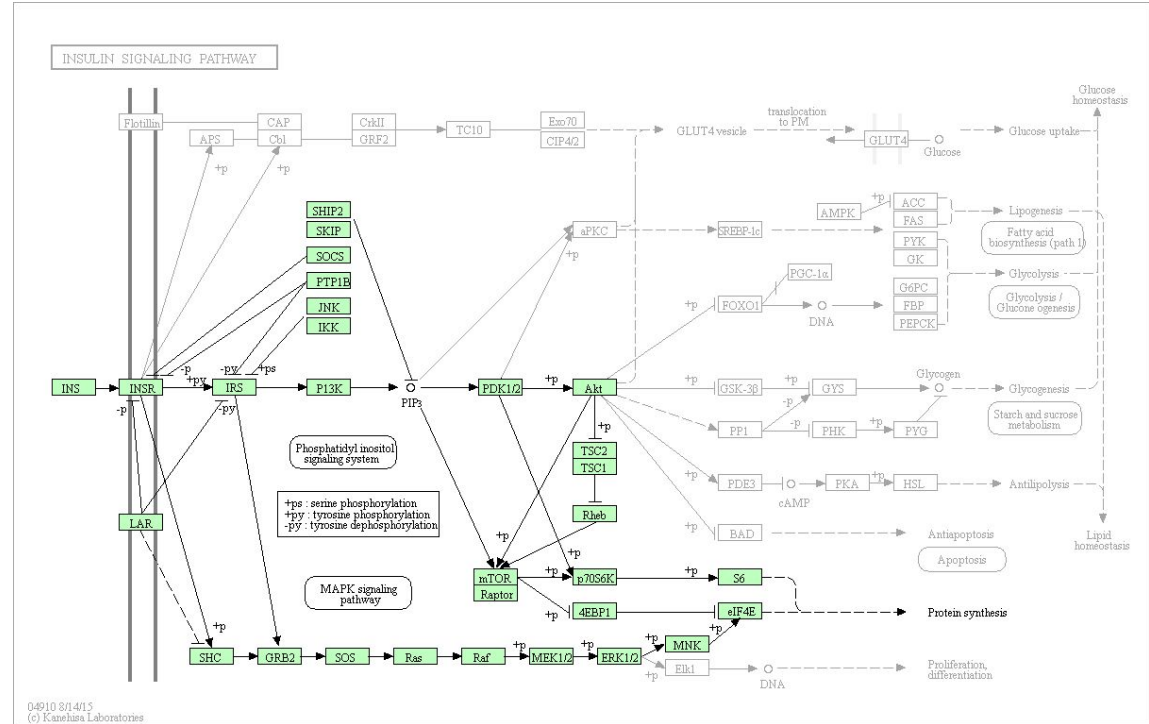 INSULIN SIGNALING PATHWAY
Glucose
homeostasis
Flotillin
CAP
CrkII
Exo70
translocation
to PM
APS
Cbl
GRF2
TC10
CIP4/2
GLUT4 vesicle
GLUT4
Glucose
Glucose uptake
+p
+p
SHIP2
SKIP
SOCS
PTP1B
JNK
IKK
aPKC
+p
SREBP-1c
AMPK
+p
ACC
FAS
Lipogenesis
Fatty acid
biosynthesis (path 1)
PYK
GK
PGC-1α
Glycolysis
+p
FOXO1
DNA
G6PC
FBP
PEPCK
Glycolysis /
Glucone ogenesis
-p
-py
+ps
INS
INSR
+py
IRS
P13K
PIP3
PDK1/2
+p
Akt
+p
GSK-3β
+p
GYS
Glycogen
Glycogenesis
-p
-py
+p
PP1
-p
-p
PHK
+p
PYG
Starch and sucrose
metabolism
Phosphatidyl inositol
signaling system
TSC2
TSC1
+p
PDE3
cAMP
PKA
+p
HSL
Antilipolysis
+ps : serine phosphorylation
+py : tyrosine phosphorylation
-py : tyrosine dephosphorylation
LAR
Rheb
+p
+p
BAD
Antiapoptosis
Apoptosis
Lipid
homeostasis
+p
+p
mTOR
Raptor
+p
p70S6K
+p
S6
MAPK signaling
pathway
+p
4EBP1
eIF4E
Protein synthesis
+p
SHC
GRB2
SOS
Ras
Raf
+p
MEK1/2
+p
ERK1/2
+p
MNK
+p
+p
Elk1
DNA
Proliferation,
differentiation
04910 8/14/15
(c) Kanehisa Laboratories